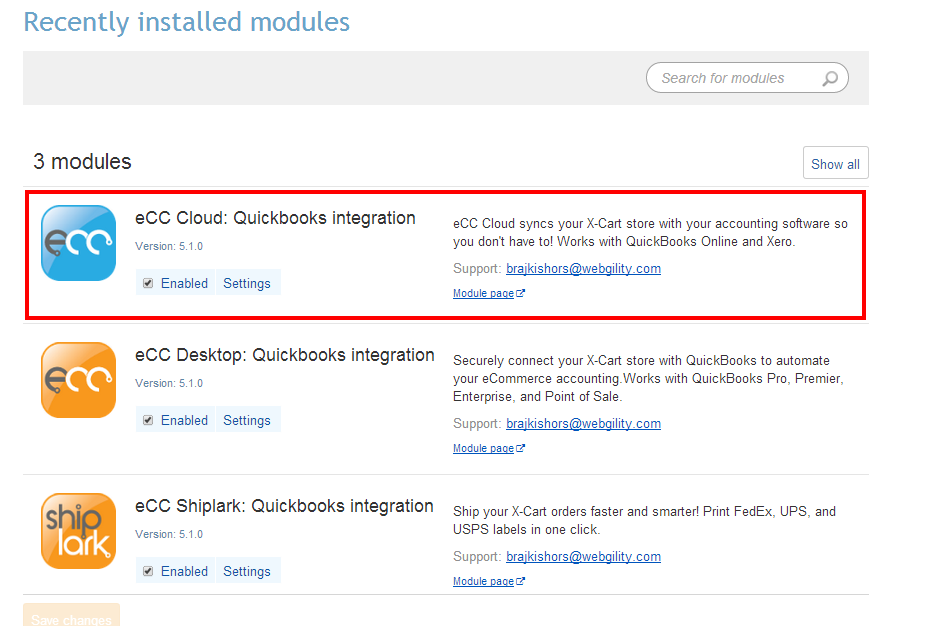 Recently installed modules
Search for modules
3 modules
Show all
ecc
eCC Cloud: Quickbooks integration
Version: 5.1.0
Enabled Settings
eCC Cloud syncs your X-Cart store with your accounting software so
you don't have to! Works with QuickBooks Online and Xero.
Support: brajkishors@webgility.com
Module page
ecc
eCC Desktop: Quickbooks integration
Version: 5.1.0
Enabled Settings
Securely connect your X-Cart store with QuickBooks to automate
your eCommerce accounting.Works with QuickBooks Pro, Premier,
Enterprise, and Point of Sale.
Support: brajkishors@webgility.com
Module page
ship
lark
eCC Shiplark: Quickbooks integration
Version: 5.1.0
Enabled Settings
Ship your X-Cart orders faster and smarter! Print FedEx, UPS, and
USPS labels in one click.
Support: brajkishors@webgility.com
Module page
Save changes